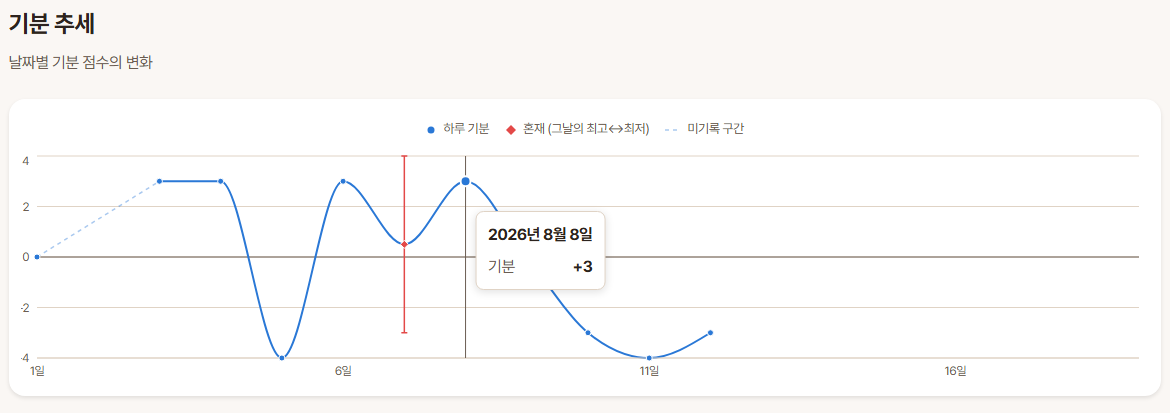 기분 추세
날짜별 기분 점수의 변화
하루 기분 혼재 (그날의 최고↔최저) 미기록 구간
4
2
0
-2
-4
2026년 8월 8일
기분 +3
1일 6일 11일 16일